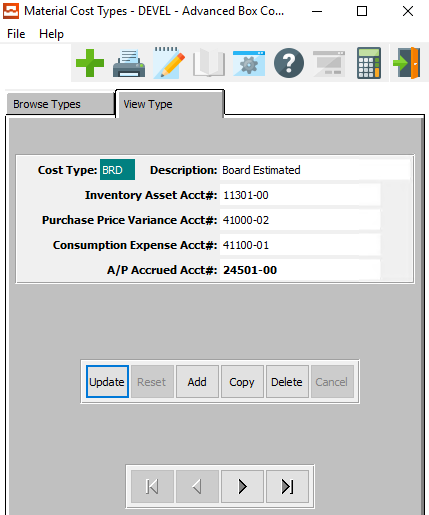 Material Cost Types - DEVEL - Advanced Box Co...
File Help
Browse Types View Type
Cost Type: BRD Description: Board Estimated
Inventory Asset Acct#: 11301-00
Purchase Price Variance Acct#: 41000-02
Consumption Expense Acct#: 41100-01
A/P Accrued Acct#: 24501-00
Update Reset Add Copy Delete Cancel